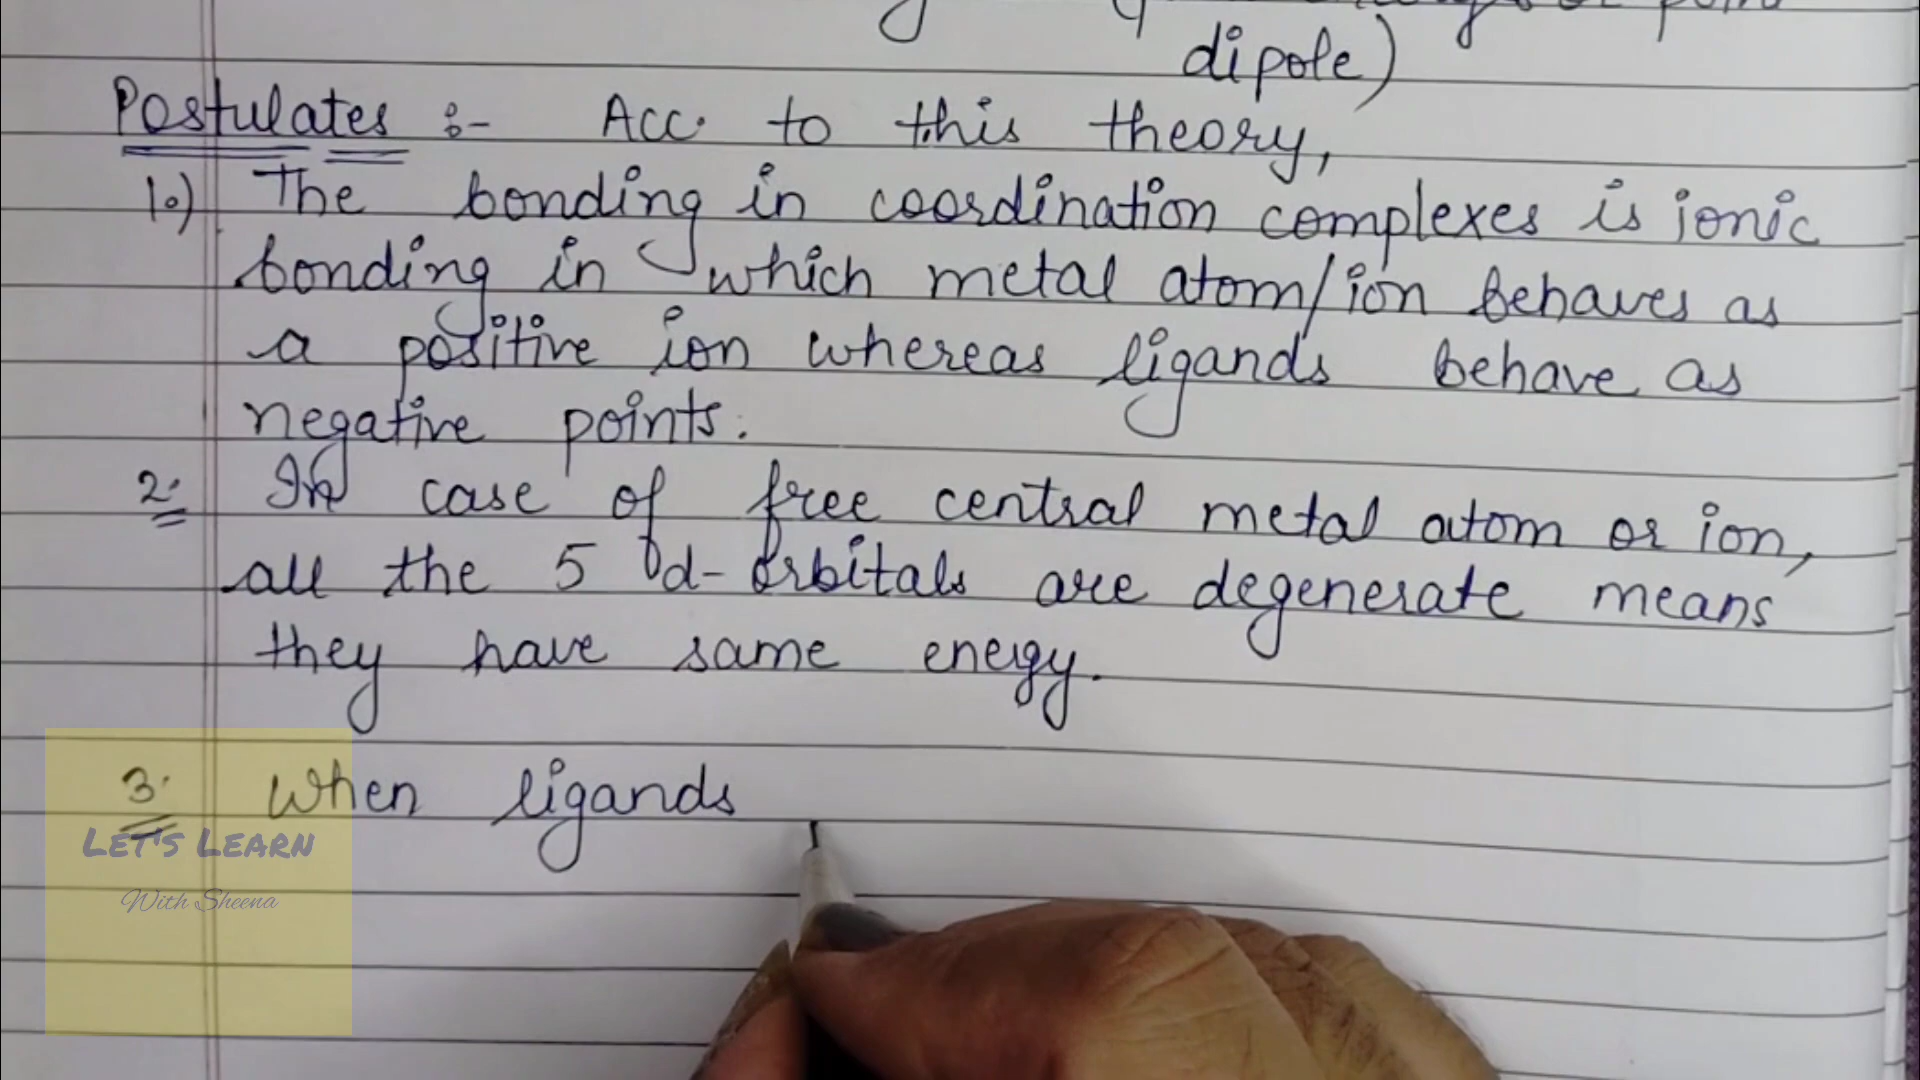 dipole)
Postulates :- Acc. to this theory,
1.) The bonding in coordination complexes is ionic
bonding in which metal atom/ion behaves as
a positive ion whereas ligands behave as
negative points.
2. In case of free central metal atom or ion,
all the 5 d-orbitals are degenerate means
they have same energy.
3. When ligands
LET'S LEARN
With Sheena